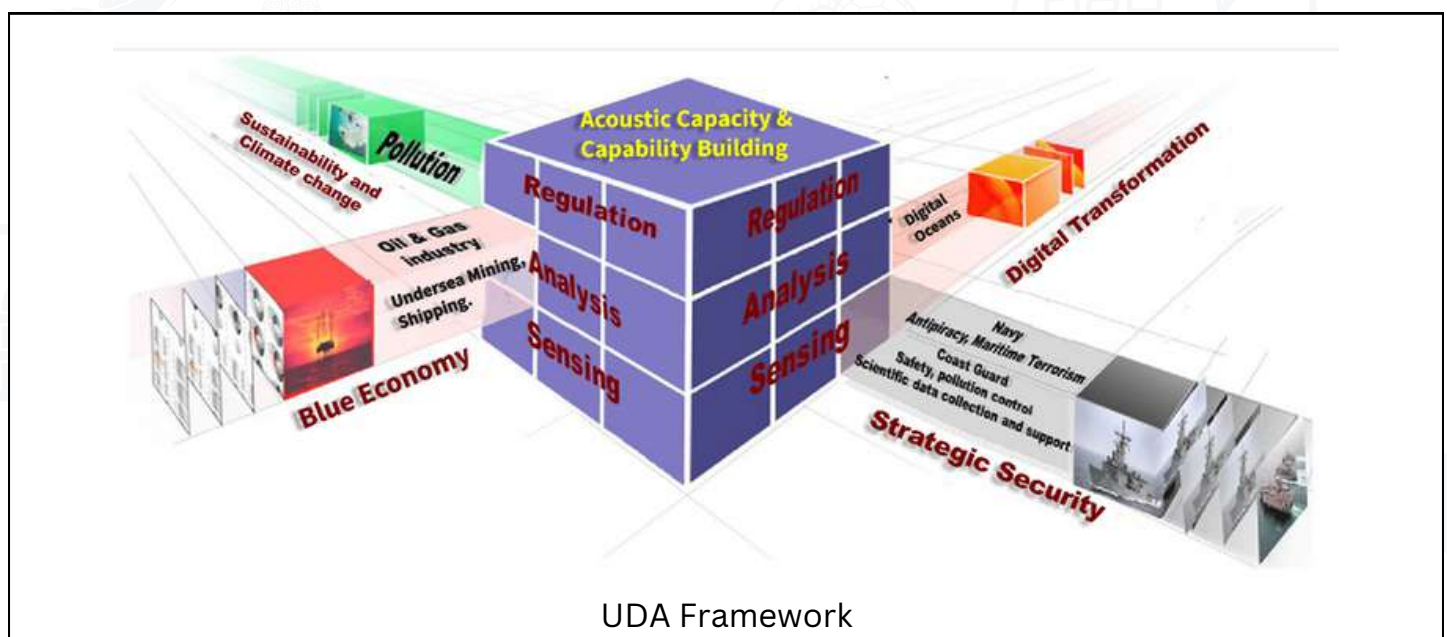 Acoustic Capacity &
Capability Building
Sustainability and
Climate change
Pollution
Regulation
Regulation
Oil & Gas
industry
Undersea Mining,
Shipping.
Analysis
Analysis
Digital
Oceans
Digital Transformation
Blue Economy
Sensing
Sensing
Navy
Antipiracy, Maritime Terrorism
Coast Guard
Safety, pollution control
Scientific data collection and support
Strategic Security
UDA Framework